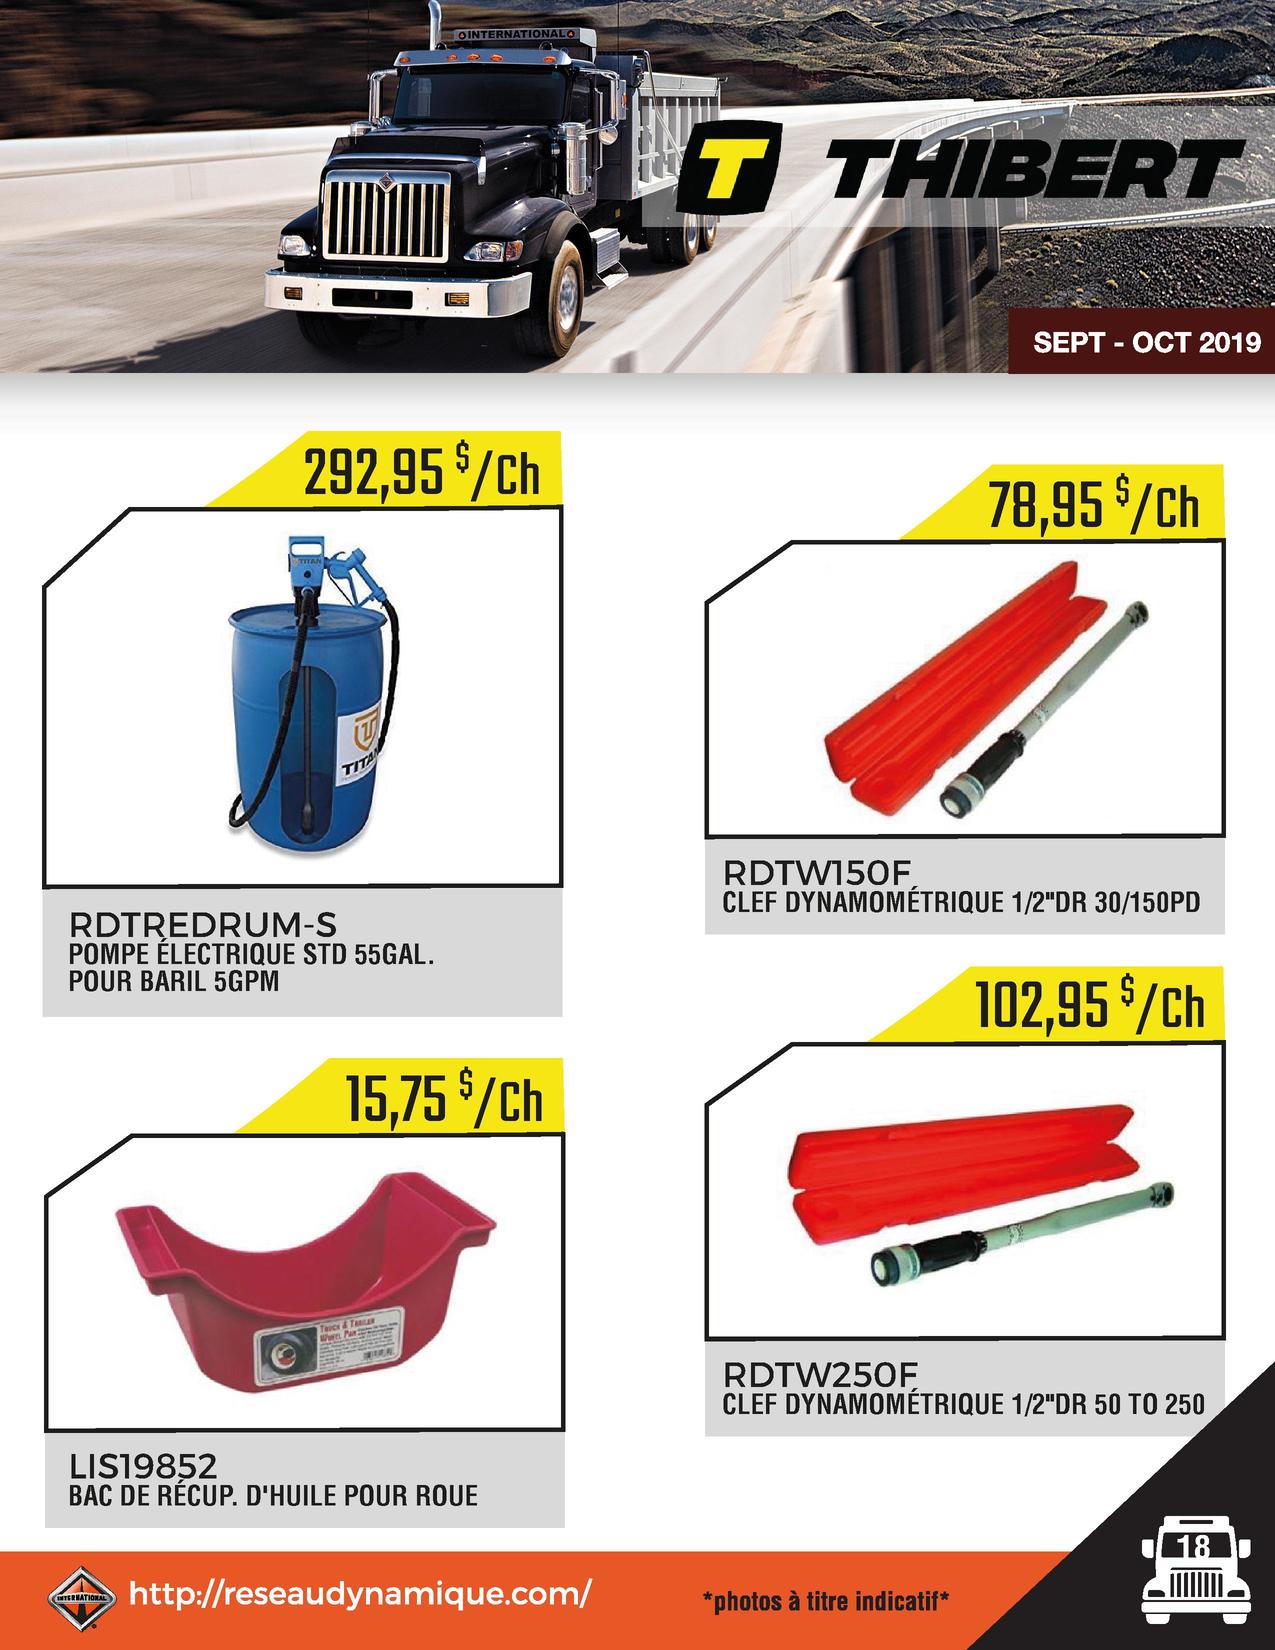 INTERNATIONAL
T THIBERT
SEPT - OCT 2019
292,95 $/Ch
TITAN
TITAN
RDTREDRUM-S
POMPE ÉLECTRIQUE STD 55GAL.
POUR BARIL 5GPM
78,95 $/Ch
RDTW150F
CLEF DYNAMOMÉTRIQUE 1/2"DR 30/150PD
15,75 $/Ch
TRUCK & TRAILER
WHEEL PAN
LIS19852
BAC DE RÉCUP. D'HUILE POUR ROUE
102,95 $/Ch
RDTW250F
CLEF DYNAMOMÉTRIQUE 1/2"DR 50 TO 250
INTERNATIONAL
http://reseaudynamique.com/
*photos à titre indicatif*
18